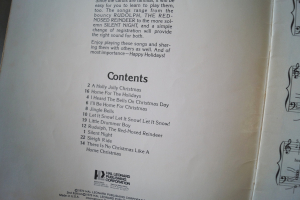 be easy for you to learn to play them,
too. The songs range from the
bouncy RUDOLPH, THE RED-
NOSED REINDEER to the more sol-
emn SILENT NIGHT, and a simple
change of registration will provide
the right sound for both.
Enjoy playing these songs and sharing
them with others as well. And of
most importance—Happy Holidays!
Contents
2 A Holly Jolly Christmas
16 Home For The Holidays
4 I Heard The Bells On Christmas Day
6 I'll Be Home For Christmas
8 Jingle Bells
18 Let It Snow! Let It Snow! Let It Snow!
10 Little Drummer Boy
12 Rudolph, The Red-Nosed Reindeer
1 Silent Night
22 Sleigh Ride
14 There Is No Christmas Like A
Home Christmas
HAL LEONARD
PUBLISHING
CORPORATION